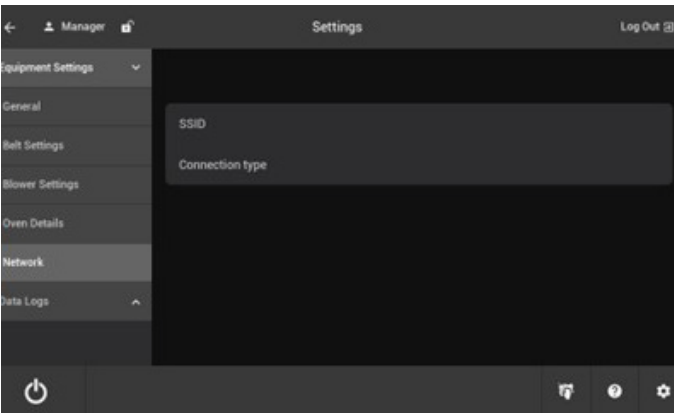 Manager
Settings
Log Out
Equipment Settings
General
Belt Settings
Blower Settings
Oven Details
Network
Data Logs
SSID
Connection type